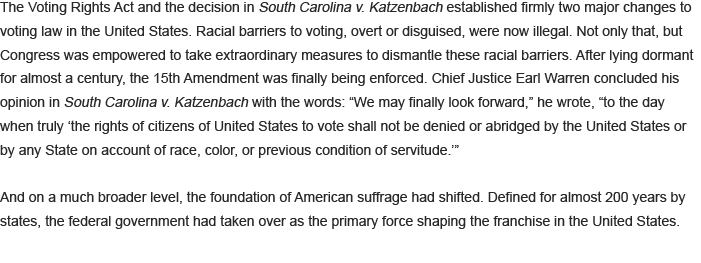 The Voting Rights Act and the decision in South Carolina v. Katzenbach established firmly two major changes to
voting law in the United States. Racial barriers to voting, overt or disguised, were now illegal. Not only that, but
Congress was empowered to take extraordinary measures to dismantle these racial barriers. After lying dormant
for almost a century, the 15th Amendment was finally being enforced. Chief Justice Earl Warren concluded his
opinion in South Carolina v. Katzenbach with the words: “We may finally look forward,” he wrote, “to the day
when truly ‘the rights of citizens of United States to vote shall not be denied or abridged by the United States or
by any State on account of race, color, or previous condition of servitude.’”
And on a much broader level, the foundation of American suffrage had shifted. Defined for almost 200 years by
states, the federal government had taken over as the primary force shaping the franchise in the United States.